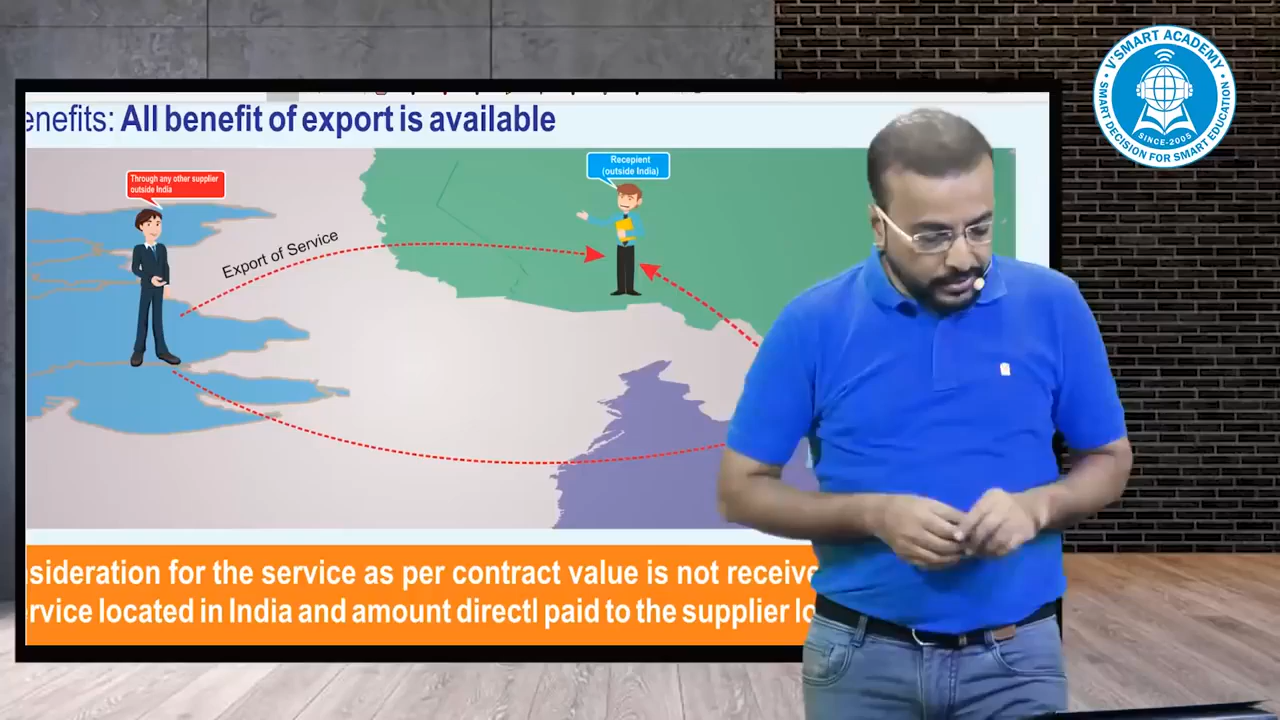 enefits: All benefit of export is available
Through any other supplier
outside India
Recepient
(outside India)
Export of Service
sideration for the service as per contract value is not receive
rvice located in India and amount directl paid to the supplier lo
V'SMART ACADEMY
SINCE-2005
SMART DECISION FOR SMART EDUCATION